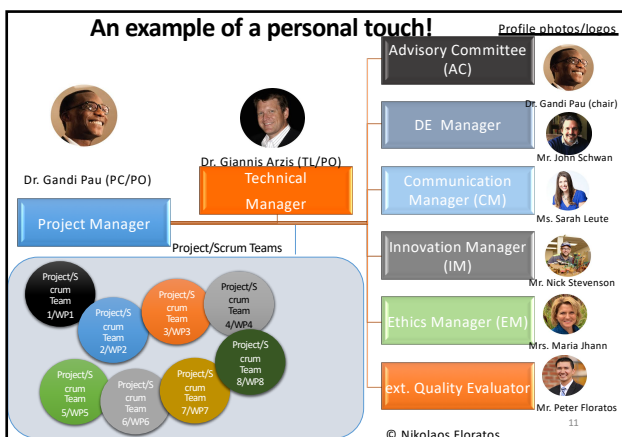 An example of a personal touch!
Profile photos/logos
Advisory Committee
(AC)
Dr. Gandi Pau (chair)
DE Manager
Mr. John Schwan
Dr. Giannis Arzis (TL/PO)
Dr. Gandi Pau (PC/PO)
Technical
Manager
Communication
Manager (CM)
Ms. Sarah Leute
Project Manager
Project/Scrum Teams
Innovation Manager
(IM)
Mr. Nick Stevenson
Project/S
crum
Team
1/WP1
Project/S
crum
Team
2/WP2
Project/S
crum
Team
3/WP3
Project/S
crum
Team
4/WP4
Ethics Manager (EM)
Mrs. Maria Jhann
Project/S
crum
Team
5/WP5
Project/S
crum
Team
6/WP6
Project/S
crum
Team
7/WP7
Project/S
crum
Team
8/WP8
ext. Quality Evaluator
Mr. Peter Floratos
11
© Nikolaos Floratos